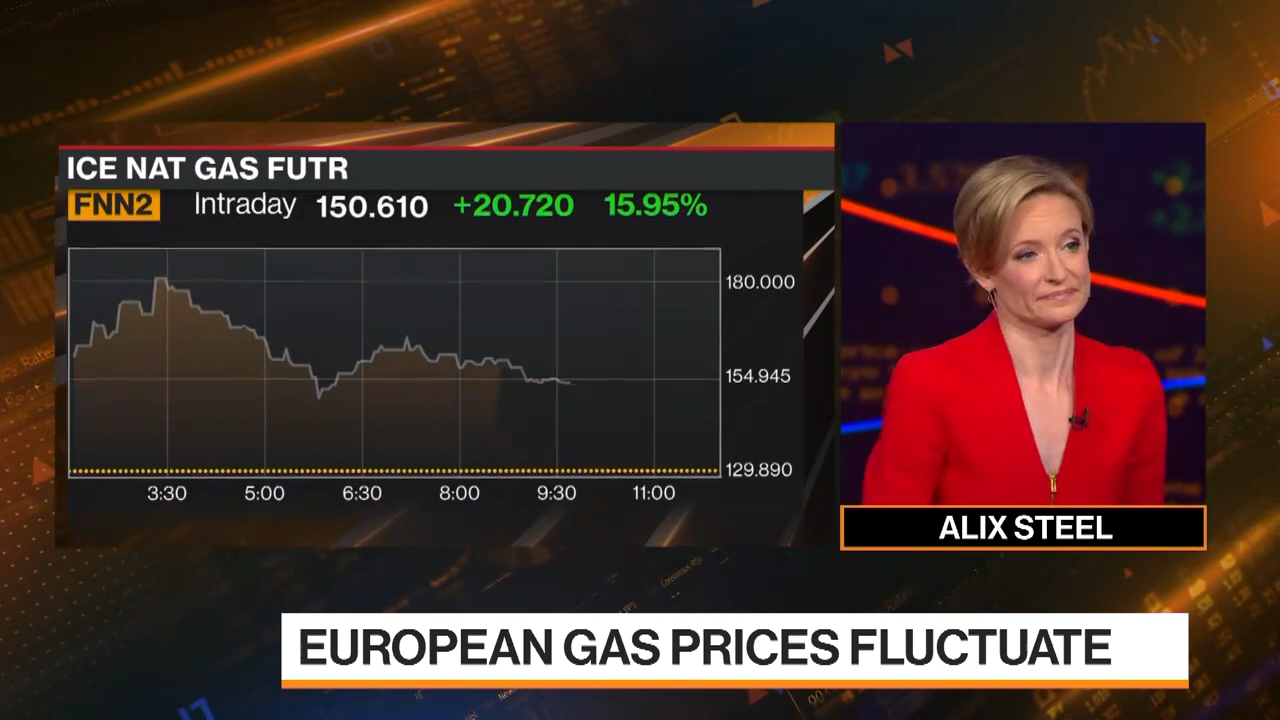 ICE NAT GAS FUTR
FNN2 Intraday 150.610 +20.720 15.95%
180.000
154.945
129.890
3:30 5:00 6:30 8:00 9:30 11:00
ALIX STEEL
EUROPEAN GAS PRICES FLUCTUATE